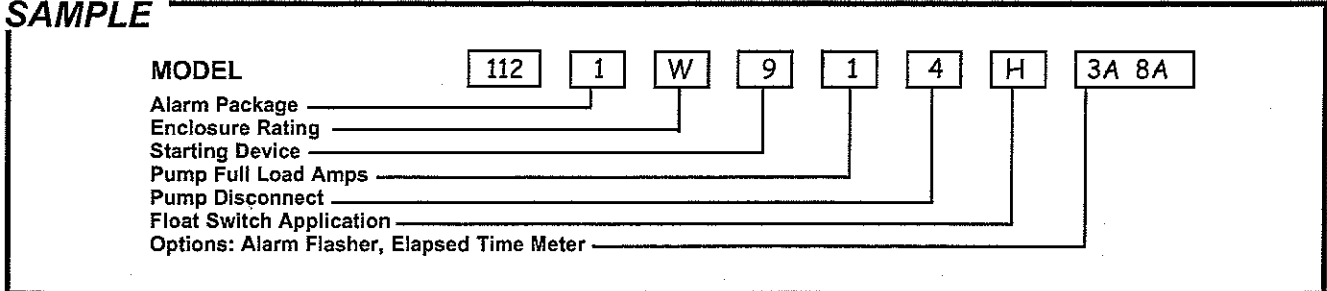 SAMPLE
MODEL 112 1 W 9 1 4 H 3A 8A
Alarm Package
Enclosure Rating
Starting Device
Pump Full Load Amps
Pump Disconnect
Float Switch Application
Options: Alarm Flasher, Elapsed Time Meter